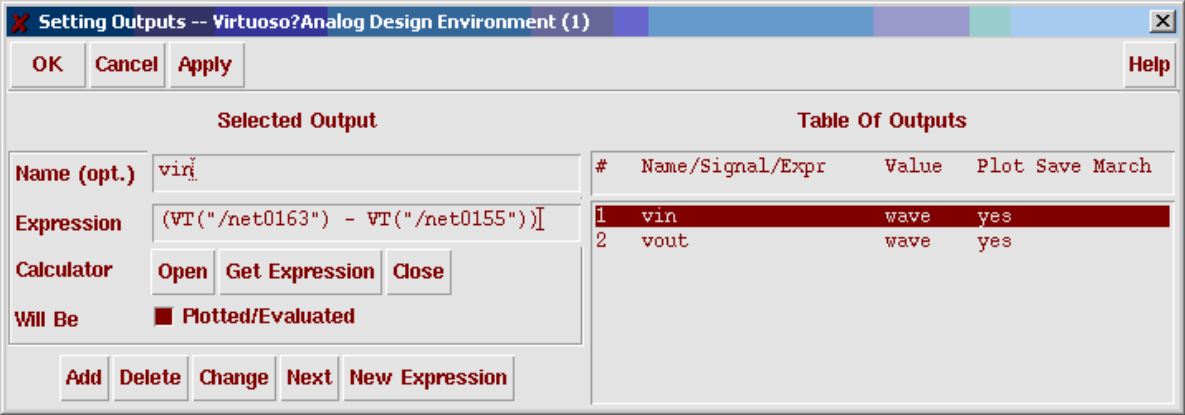 Setting Outputs -- Virtuoso?Analog Design Environment (1)
OK Cancel Apply Help
Selected Output
Name (opt.) vin
Expression (VT("/net0163") - VT("/net0155"))
Calculator Open Get Expression Close
Will Be Plotted/Evaluated
Add Delete Change Next New Expression
Table Of Outputs
# Name/Signal/Expr Value Plot Save March
1 vin wave yes
2 vout wave yes